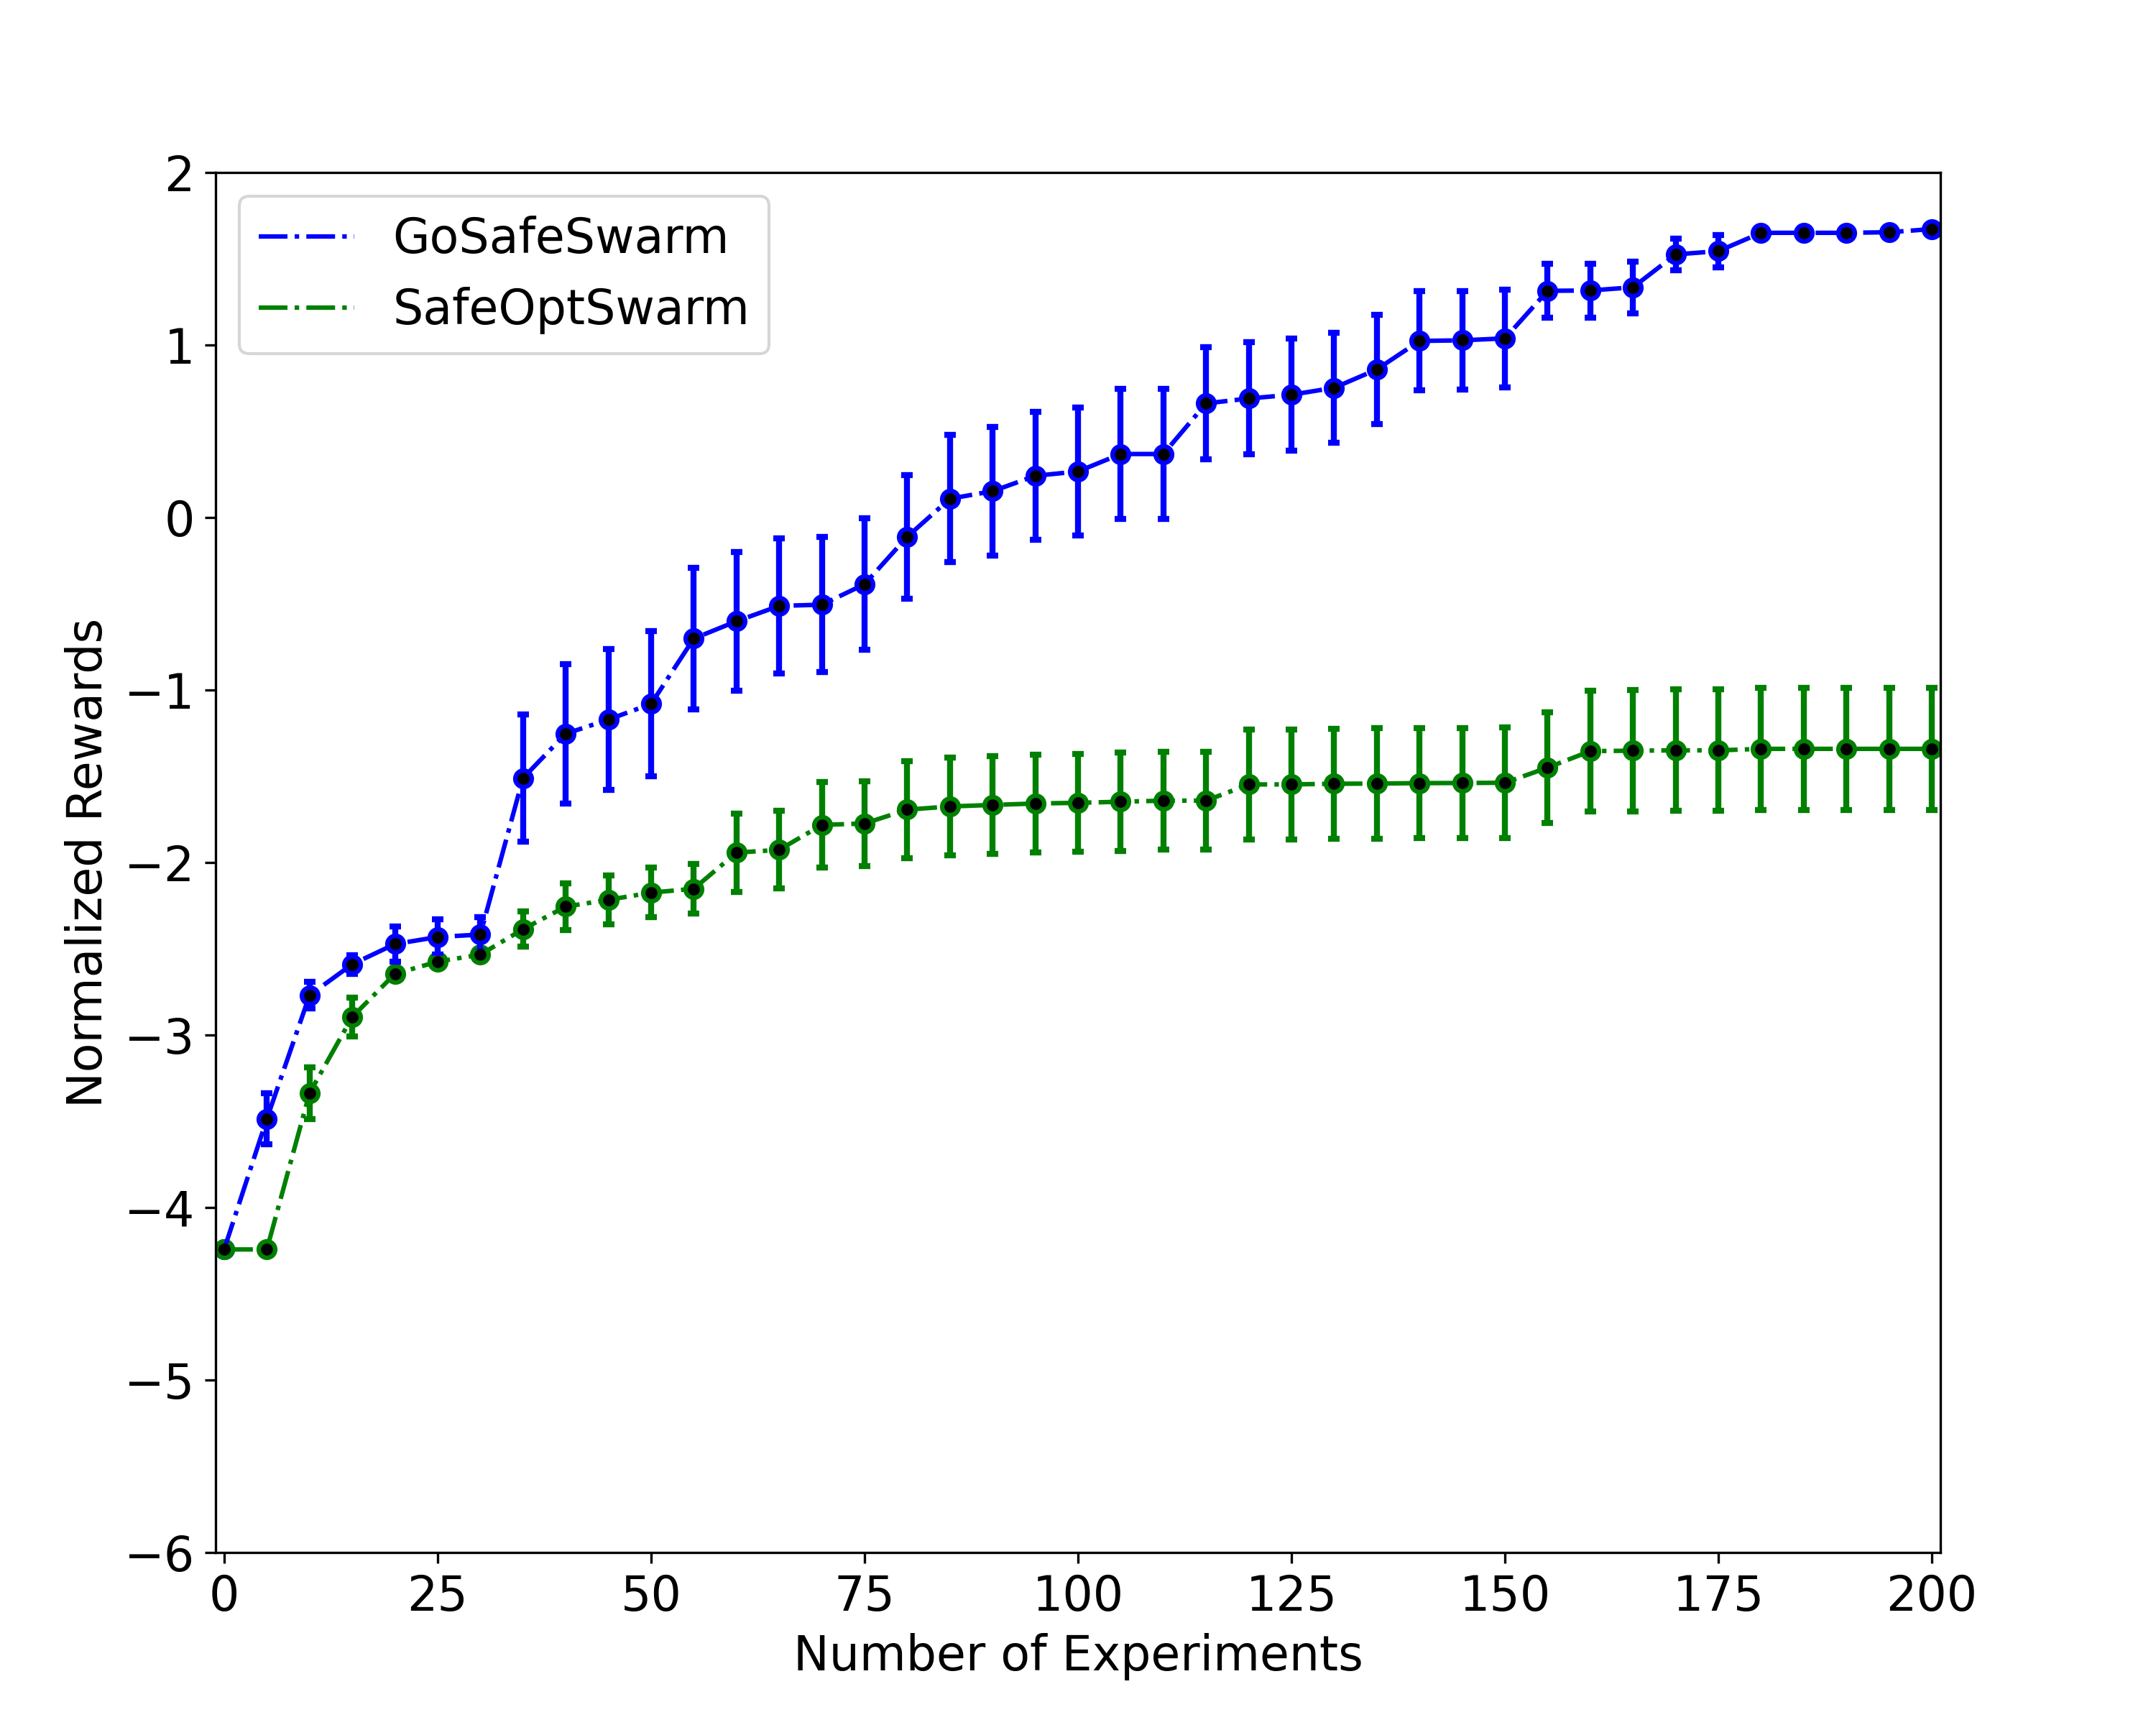 GoSafeSwarm
SafeOptSwarm
Normalized Rewards
2
1
0
−1
−2
−3
−4
−5
−6
0 25 50 75 100 125 150 175 200
Number of Experiments